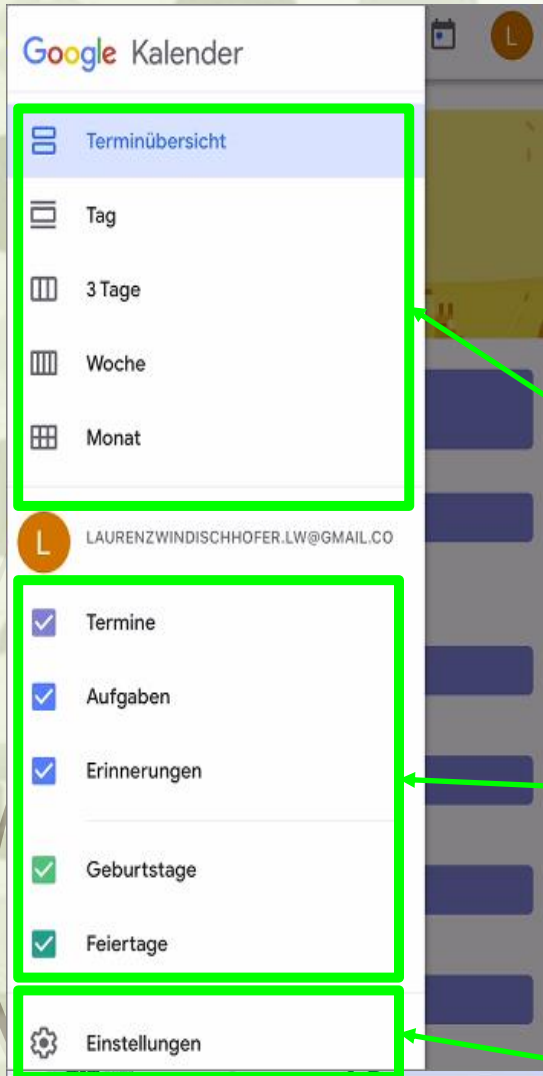 Google Kalender
L
Terminübersicht
Tag
3 Tage
Woche
Monat
L
LAURENZWINDISCHHOFER.LW@GMAIL.CO
Termine
Aufgaben
Erinnerungen
Geburtstage
Feiertage
Einstellungen